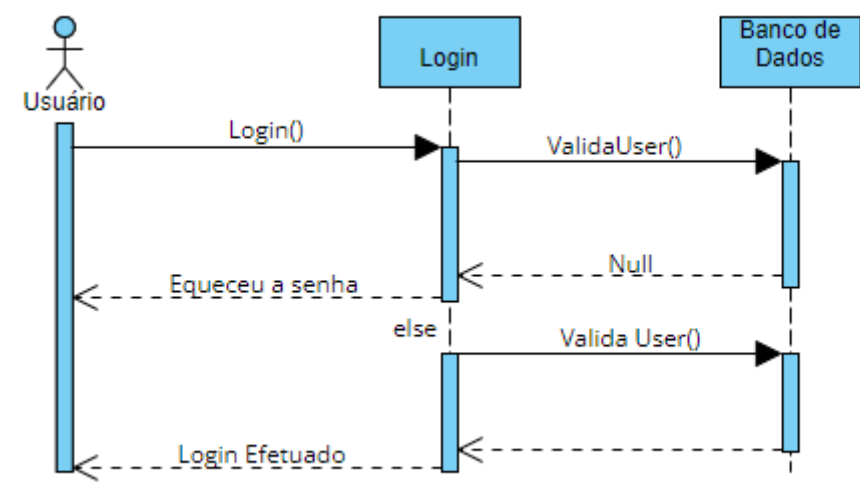 Usuário
Login
Banco de
Dados
Login()
ValidaUser()
Null
Equeceu a senha
else
Valida User()
Login Efetuado